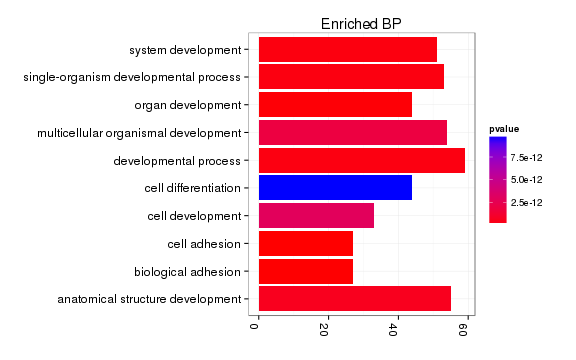 Enriched BP
system development
single-organism developmental process
organ development
multicellular organismal development
developmental process
cell differentiation
cell development
cell adhesion
biological adhesion
anatomical structure development
0
20
40
60
pvalue
7.5e-12
5.0e-12
2.5e-12